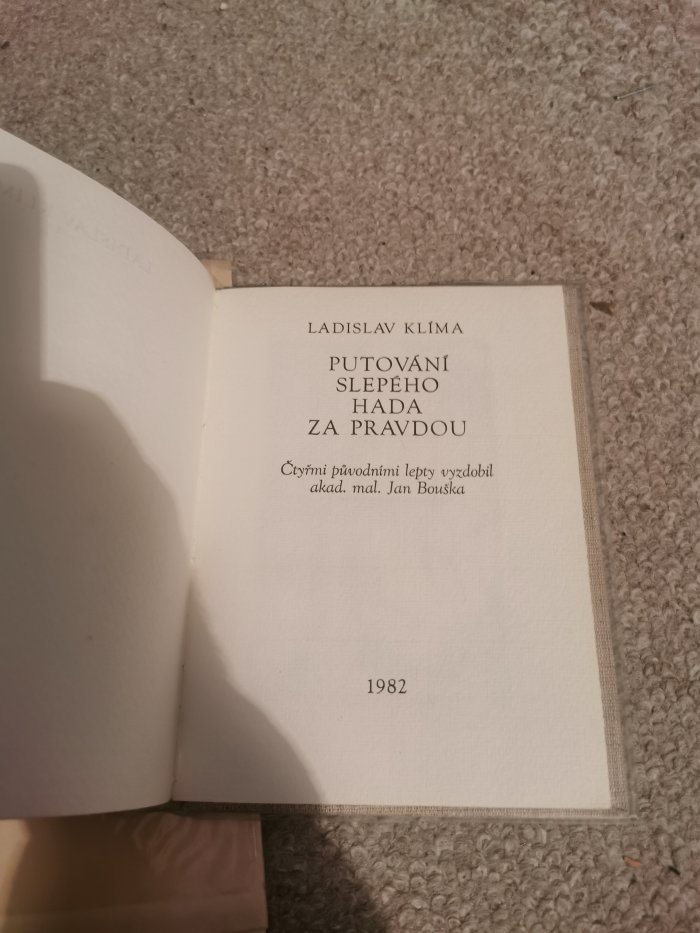 LADISLAV KLÍMA
PUTOVÁNÍ
SLEPÉHO
HADA
ZA PRAVDOU
Čtyřmi původními lepty vyzdobil
akad. mal. Jan Bouška
1982